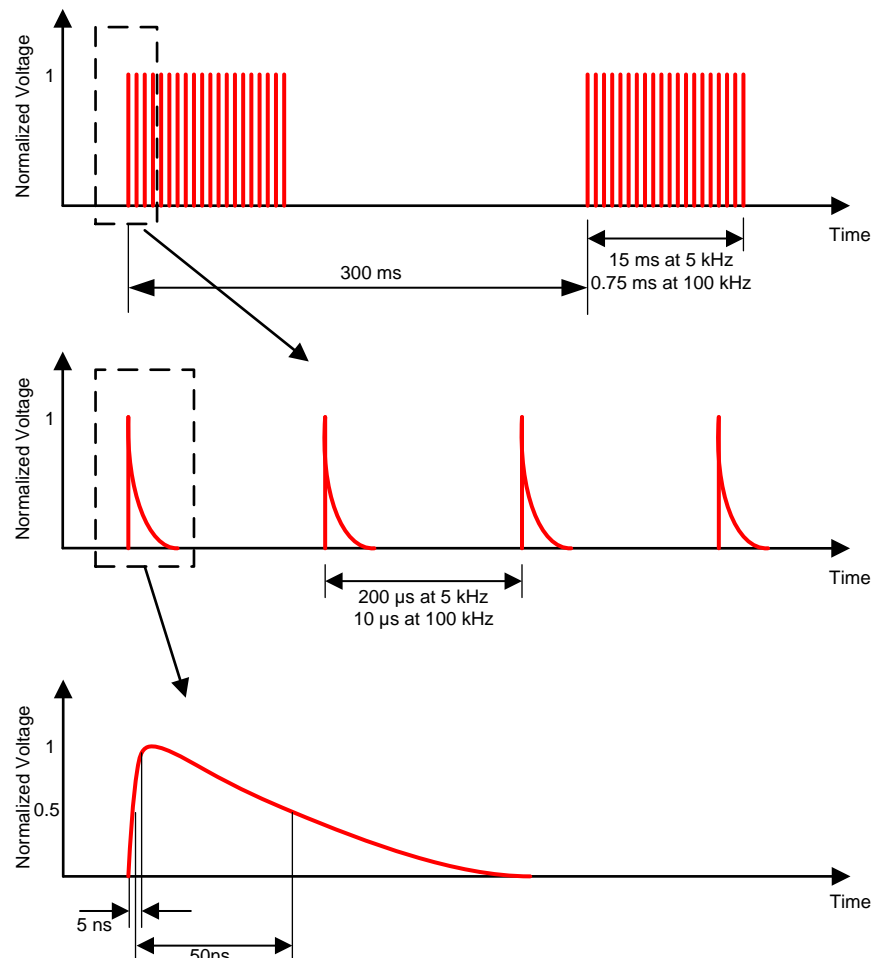 Normalized Voltage
1
Time
15 ms at 5 kHz
0.75 ms at 100 kHz
300 ms
Normalized Voltage
1
Time
200 µs at 5 kHz
10 µs at 100 kHz
Normalized Voltage
1
0.5
Time
5 ns
50ns